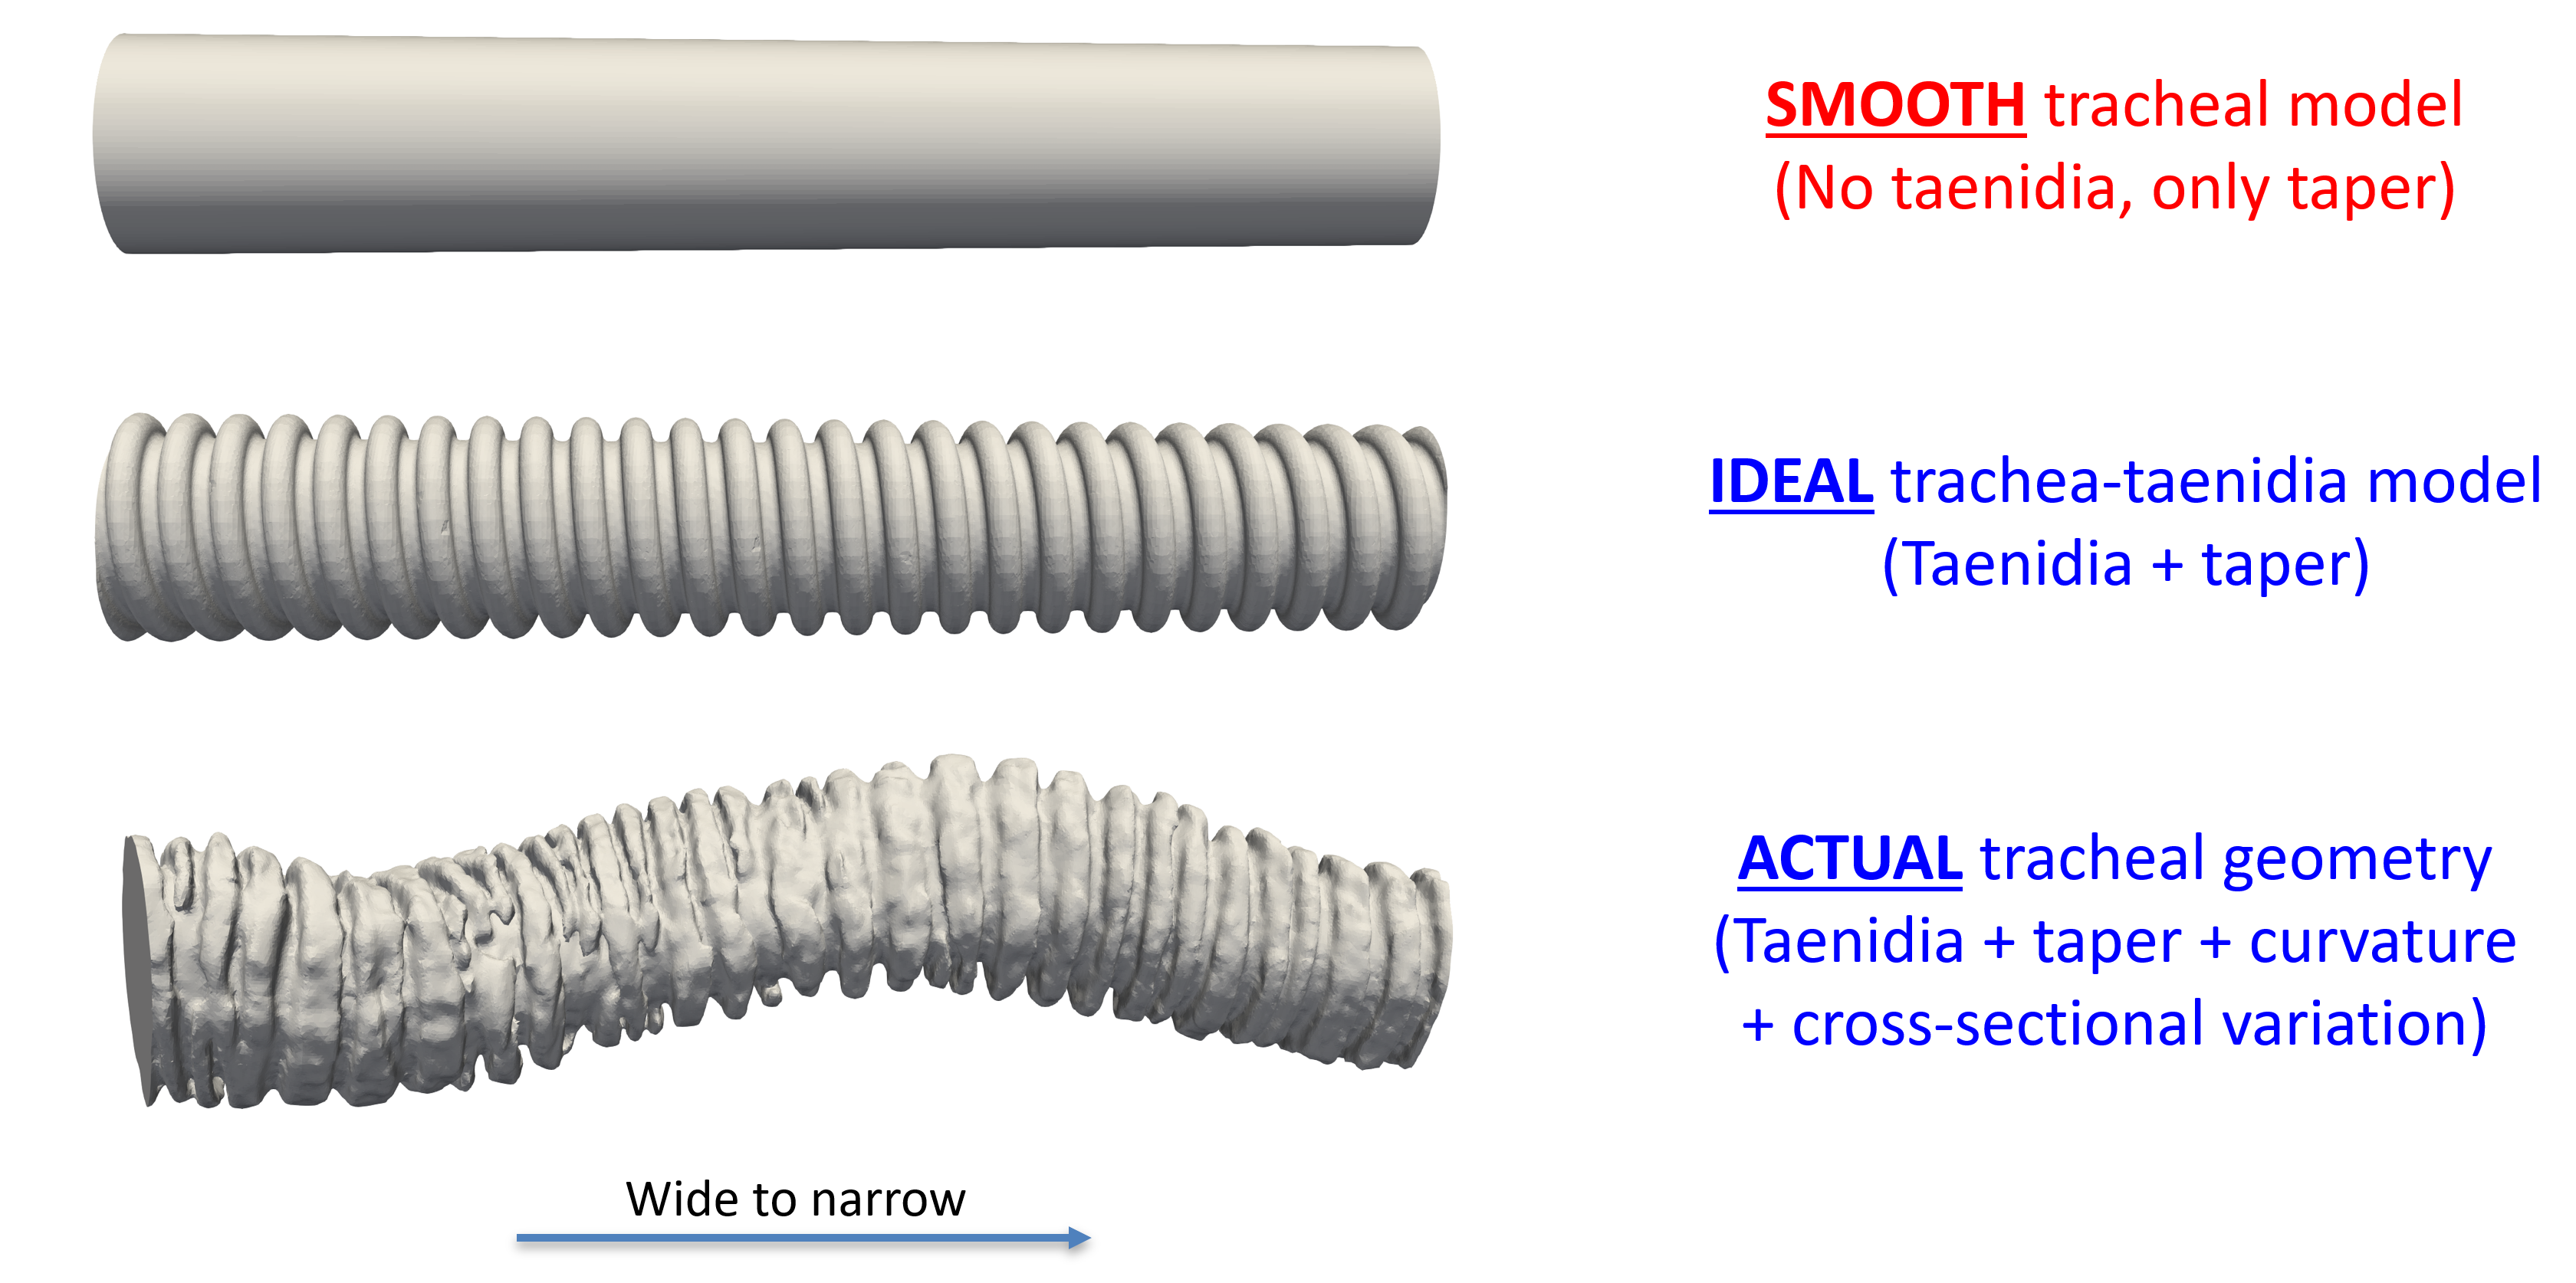 SMOOTH tracheal model
(No taenidia, only taper)
IDEAL trachea-taenidia model
(Taenidia + taper)
ACTUAL tracheal geometry
(Taenidia + taper + curvature
+ cross-sectional variation)
Wide to narrow